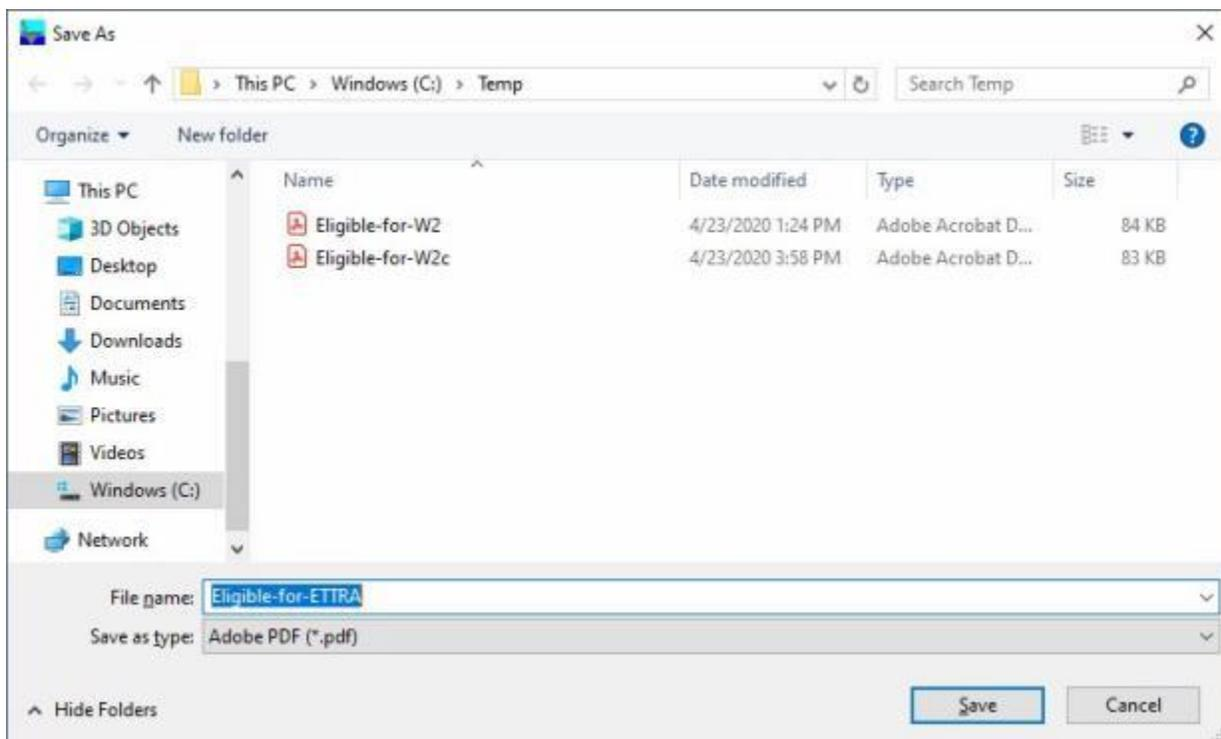 Save As
This PC > Windows (C:) > Temp
Search Temp
Organize
New folder
Name
Date modified
Type
Size
This PC
3D Objects
Desktop
Documents
Downloads
Music
Pictures
Videos
Windows (C:)
Network
Eligible-for-W2 4/23/2020 1:24 PM Adobe Acrobat D... 84 KB
Eligible-for-W2c 4/23/2020 3:58 PM Adobe Acrobat D... 83 KB
File name: Eligible-for-ETTRA
Save as type: Adobe PDF (*.pdf)
Hide Folders
Save
Cancel